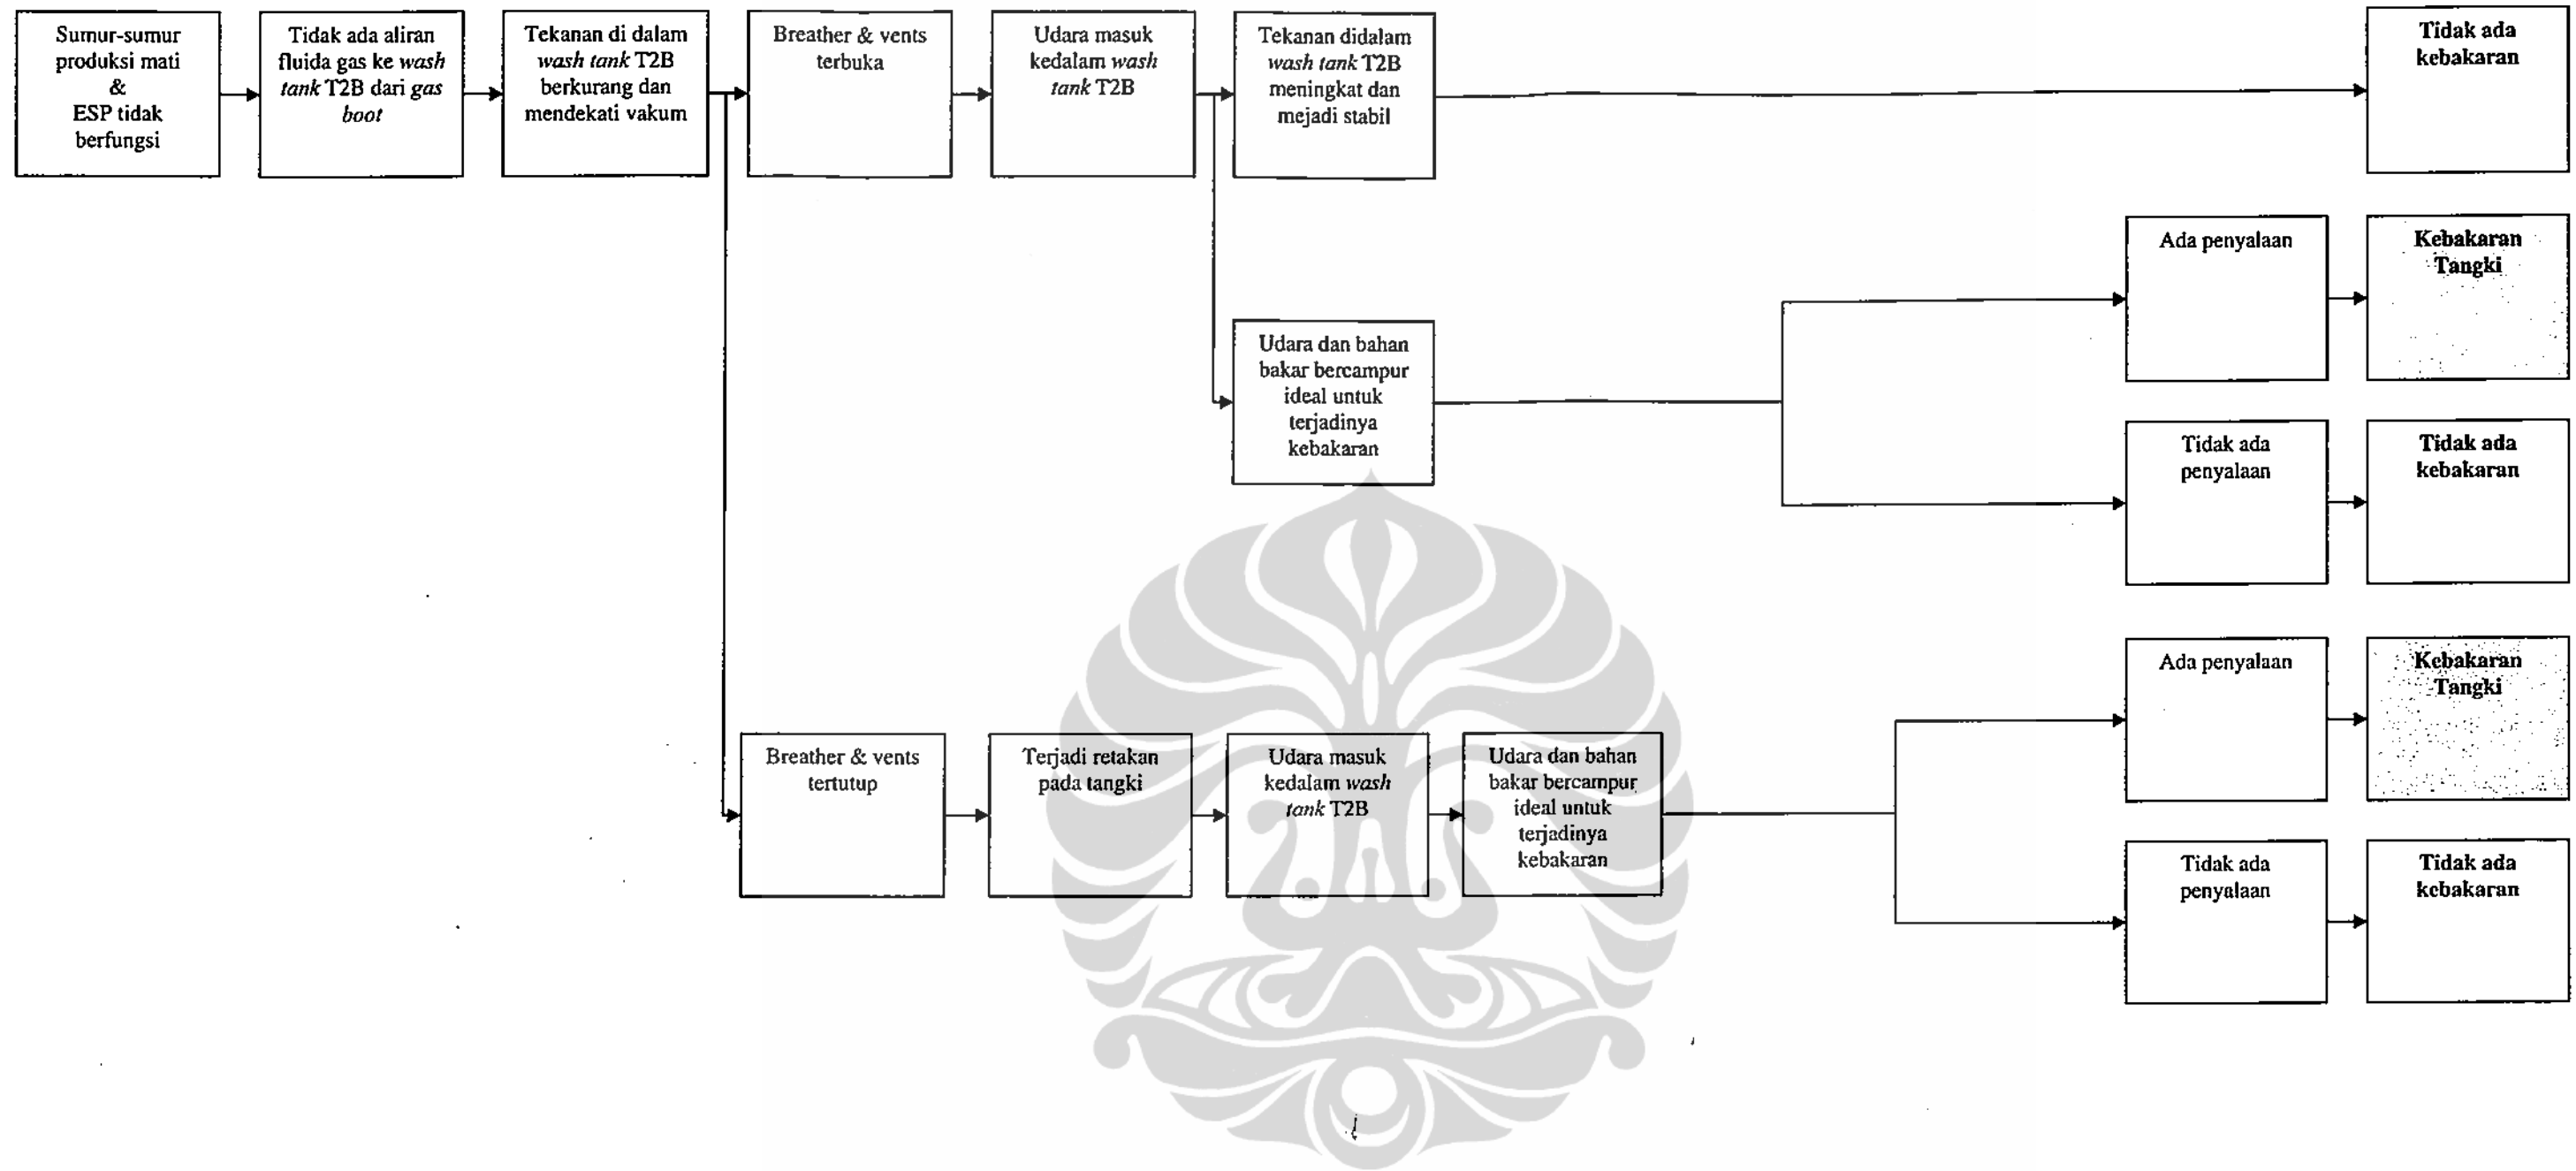 Sumur-sumur
produksi mati
&
ESP tidak
berfungsi
Tidak ada aliran
fluida gas ke wash
tank T2B dari gas
boot
Tekanan di dalam
wash tank T2B
berkurang dan
mendekati vakum
Breather & vents
terbuka
Udara masuk
kedalam wash
tank T2B
Tekanan didalam
wash tank T2B
meningkat dan
mejadi stabil
Tidak ada
kebakaran
Udara dan bahan
bakar bercampur
ideal untuk
terjadinya
kebakaran
Ada penyalaan
Kebakaran
Tangki
Tidak ada
penyalaan
Tidak ada
kebakaran
Breather & vents
tertutup
Terjadi retakan
pada tangki
Udara masuk
kedalam wash
tank T2B
Udara dan bahan
bakar bercampur
ideal untuk
terjadinya
kebakaran
Ada penyalaan
Kebakaran
Tangki
Tidak ada
penyalaan
Tidak ada
kebakaran